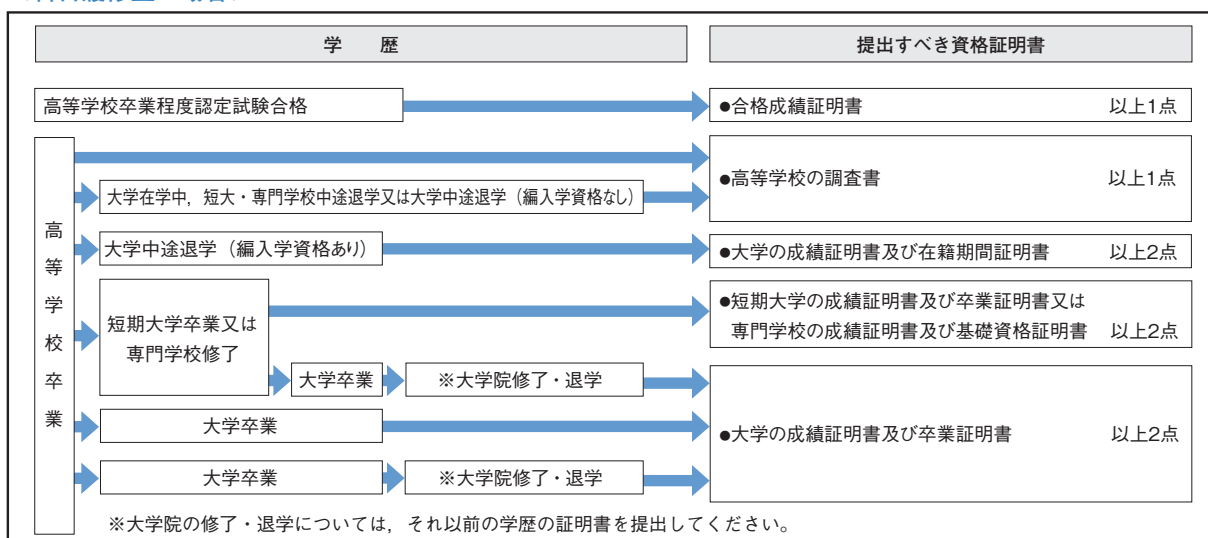 学　歴
提出すべき資格証明書
高等学校卒業程度認定試験合格
●合格成績証明書　以上1点
高等学校卒業
●高等学校の調査書　以上1点
大学在学中，短大・専門学校中途退学又は大学中途退学（編入学資格なし）
大学中途退学（編入学資格あり）
●大学の成績証明書及び在籍期間証明書　以上2点
短期大学卒業又は
専門学校修了
●短期大学の成績証明書及び卒業証明書又は
専門学校の成績証明書及び基礎資格証明書　以上2点
大学卒業
※大学院修了・退学
大学卒業
●大学の成績証明書及び卒業証明書　以上2点
大学卒業
※大学院修了・退学
※大学院の修了・退学については，それ以前の学歴の証明書を提出してください。